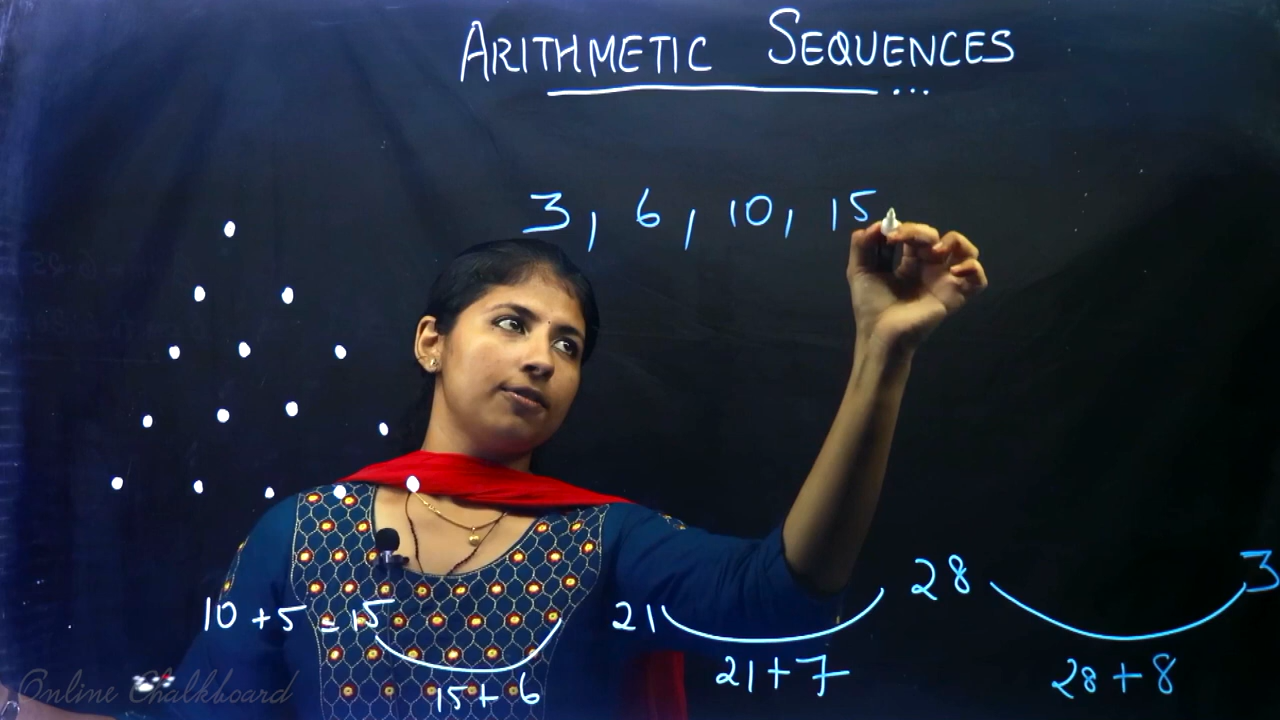 ARITHMETIC SEQUENCES...
3, 6, 10, 15
10 + 5 = 15 21 28 3
15 + 6 21 + 7 28 + 8
Online Chalkboard